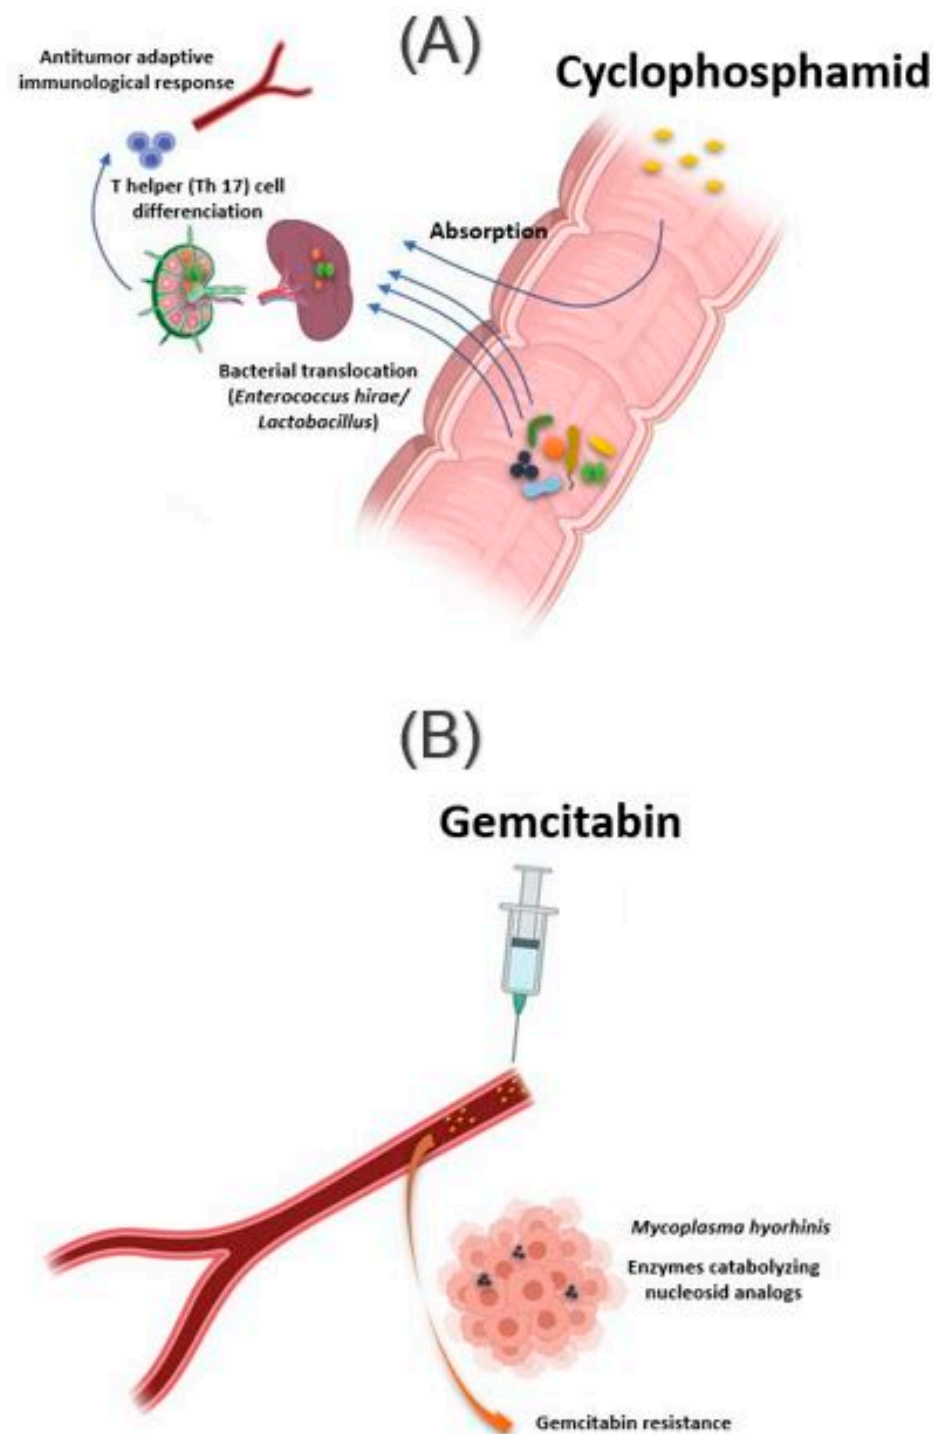 (A)
Cyclophosphamid
Antitumor adaptive
immunological response
T helper (Th 17) cell
differenciation
Absorption
Bacterial translocation
(Enterococcus hirae/
Lactobacillus)
(B)
Gemcitabin
Mycoplasma hyorhinis
Enzymes catabolyzing
nucleosid analogs
Gemcitabin resistance